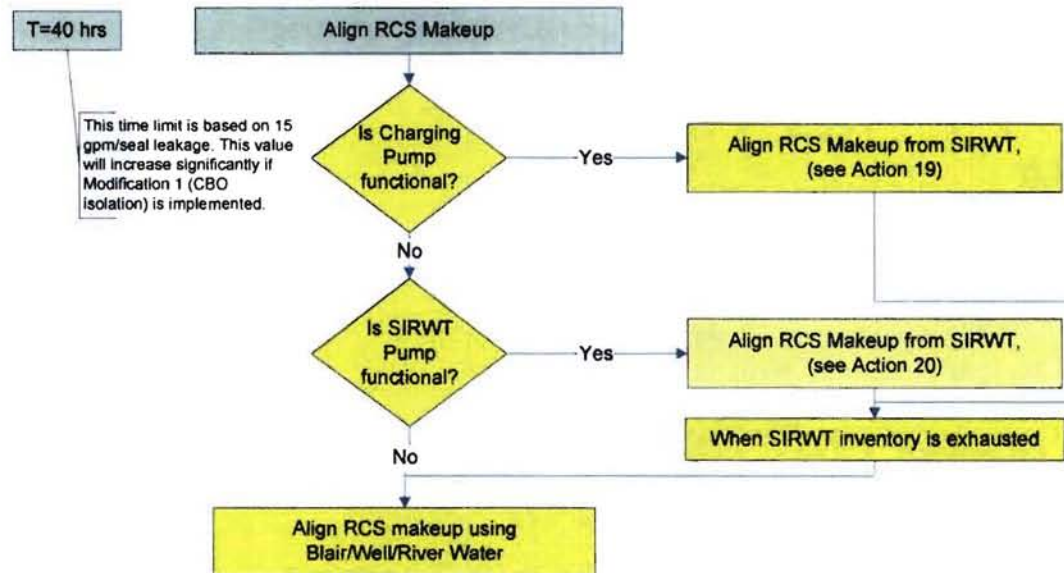 T=40 hrs
Align RCS Makeup
This time limit is based on 15
gpm/seal leakage. This value
will increase significantly if
Modification 1 (CBO
isolation) is implemented.
Is Charging
Pump
functional?
Yes
Align RCS Makeup from SIRWT,
(see Action 19)
No
Is SIRWT
Pump
functional?
Yes
Align RCS Makeup from SIRWT,
(see Action 20)
When SIRWT inventory is exhausted
No
Align RCS makeup using
Blair/Well/River Water